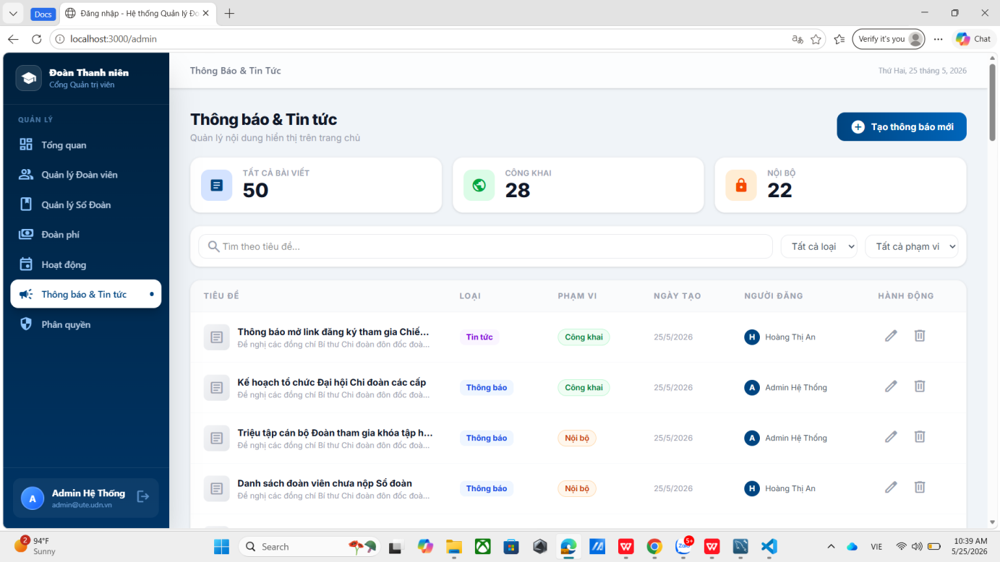 Docs
Đăng nhập - Hệ thống Quản lý Đo
localhost:3000/admin
Verify it's you
Chat
Đoàn Thanh niên
Cổng Quản trị viên
QUẢN LÝ
Tổng quan
Quản lý Đoàn viên
Quản lý Sổ Đoàn
Đoàn phí
Hoạt động
Thông báo & Tin tức
Phân quyền
A
Admin Hệ Thống
admin@ute.udn.vn
Thông Báo & Tin Tức
Thứ Hai, 25 tháng 5, 2026
Thông báo & Tin tức
Quản lý nội dung hiển thị trên trang chủ
Tạo thông báo mới
TẤT CẢ BÀI VIẾT
50
CÔNG KHAI
28
NỘI BỘ
22
Tìm theo tiêu đề...
Tất cả loại
Tất cả phạm vi
TIÊU ĐỀ LOẠI PHẠM VI NGÀY TẠO NGƯỜI ĐĂNG HÀNH ĐỘNG
Thông báo mở link đăng ký tham gia Chiế... Tin tức Công khai 25/5/2026 H Hoàng Thị An
Đề nghị các đồng chí Bí thư Chi đoàn đôn đốc đoà...
Kế hoạch tổ chức Đại hội Chi đoàn các cấp Thông báo Công khai 25/5/2026 A Admin Hệ Thống
Đề nghị các đồng chí Bí thư Chi đoàn đôn đốc đoà...
Triệu tập cán bộ Đoàn tham gia khóa tập h... Thông báo Nội bộ 25/5/2026 A Admin Hệ Thống
Đề nghị các đồng chí Bí thư Chi đoàn đôn đốc đoà...
Danh sách đoàn viên chưa nộp Sổ đoàn Thông báo Nội bộ 25/5/2026 H Hoàng Thị An
Đề nghị các đồng chí Bí thư Chi đoàn đôn đốc đoà...
2
94°F
Sunny
Search
Zalo
5+
VIE
10:39 AM
5/25/2026